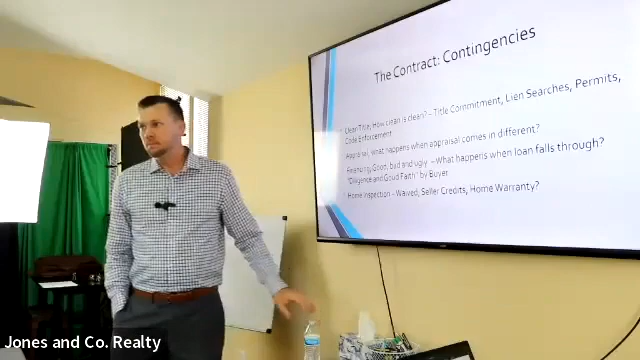 The Contract: Contingencies
Clean Title, How clean is clean? - Title Commitment, Lien Searches, Permits,
Code Enforcement
Appraisal, What happens when appraisal comes in different?
Financing, Good, bad and ugly - What happens when loan falls through?
"Diligence and Good Faith" by Buyer
Home Inspection - Waived, Seller Credits, Home Warranty?
Jones and Co. Realty